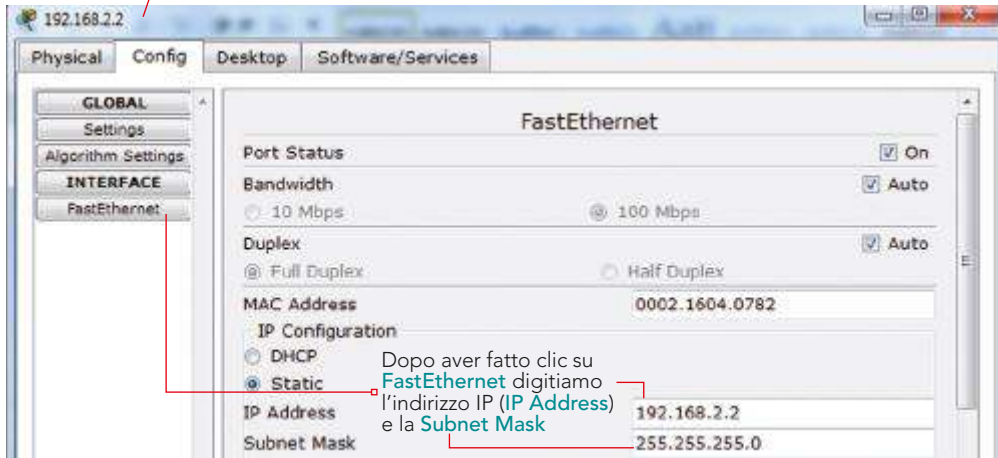 192.168.2.2
Physical Config Desktop Software/Services
GLOBAL
Settings
Algorithm Settings
INTERFACE
FastEthernet
FastEthernet
Port Status On
Bandwidth Auto
10 Mbps 100 Mbps
Duplex Auto
Full Duplex Half Duplex
MAC Address 0002.1604.0782
IP Configuration
DHCP
Static
Dopo aver fatto clic su
FastEthernet digitiamo
l'indirizzo IP (IP Address)
e la Subnet Mask
IP Address 192.168.2.2
Subnet Mask 255.255.255.0